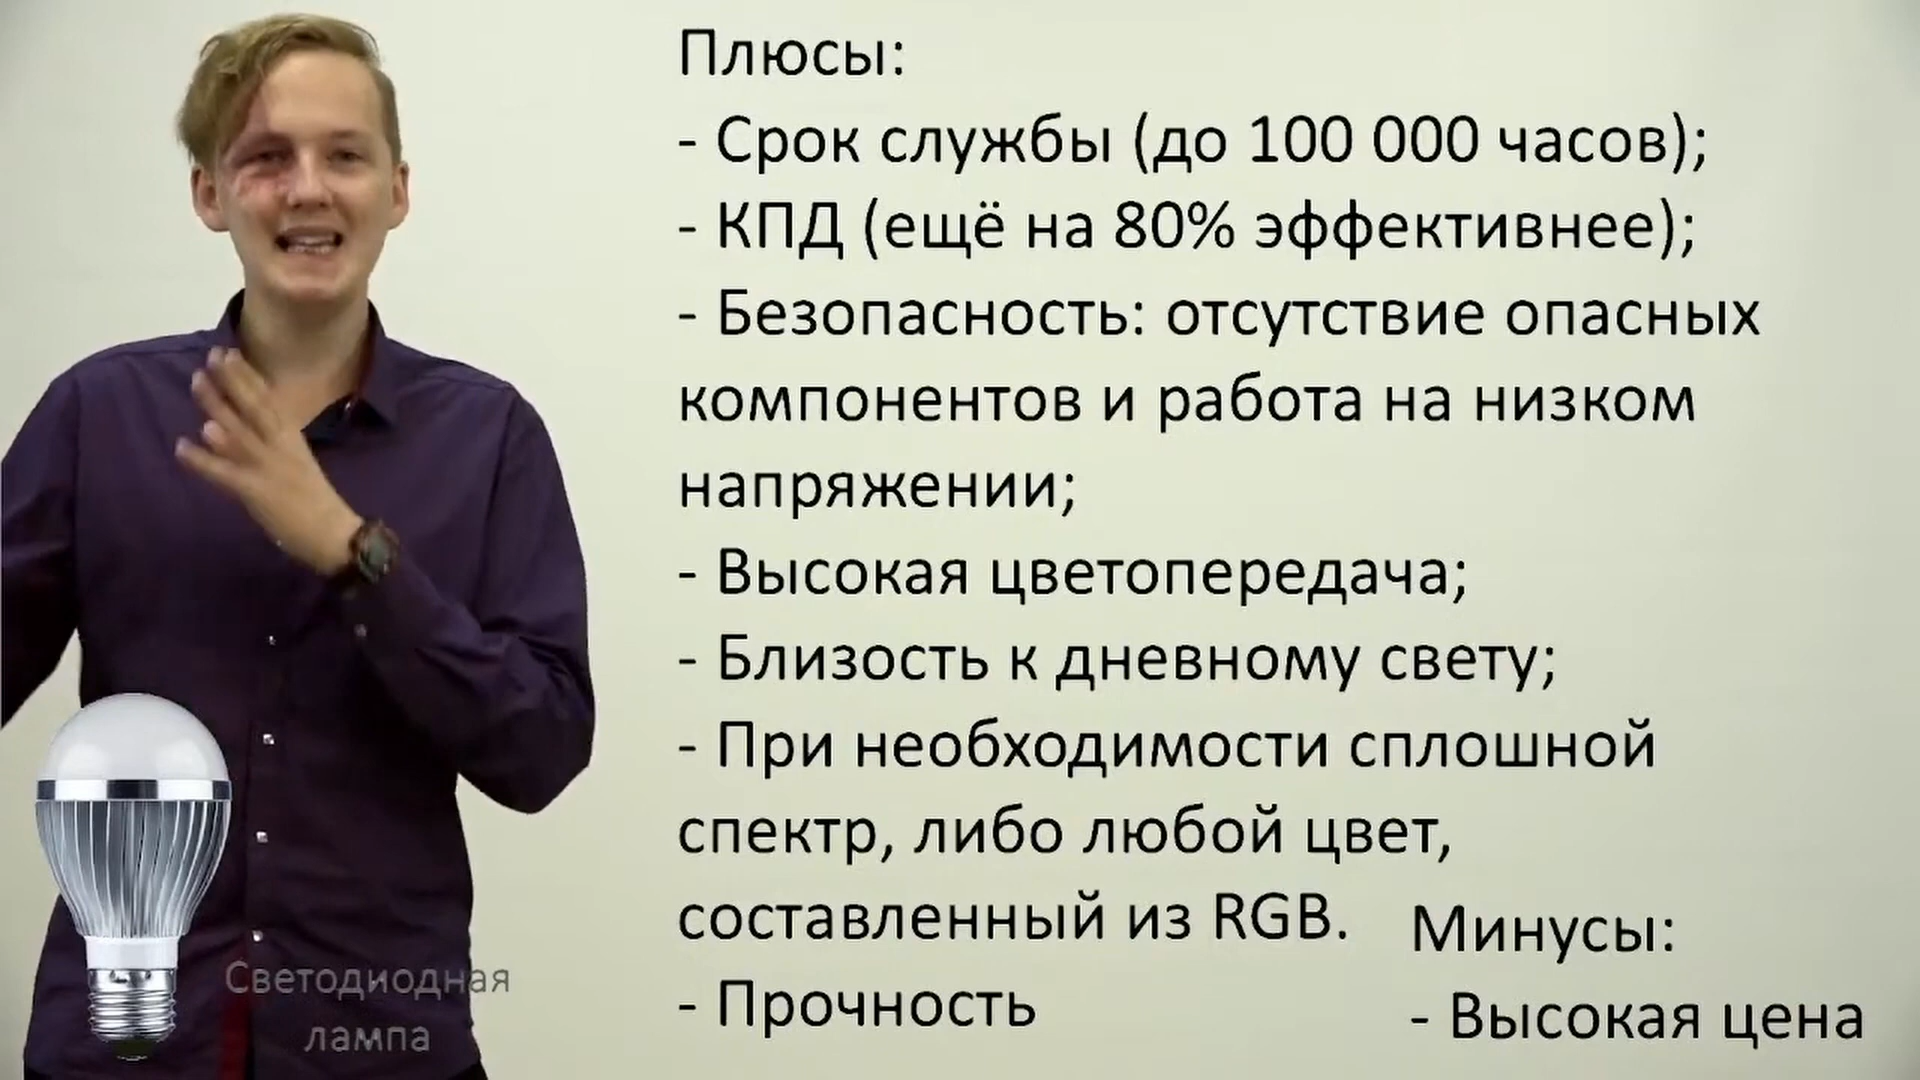 Плюсы:
- Срок службы (до 100 000 часов);
- КПД (ещё на 80% эффективнее);
- Безопасность: отсутствие опасных
компонентов и работа на низком
напряжении;
- Высокая цветопередача;
- Близость к дневному свету;
- При необходимости сплошной
спектр, либо любой цвет,
составленный из RGB.
- Прочность
Минусы:
- Высокая цена
Светодиодная
лампа